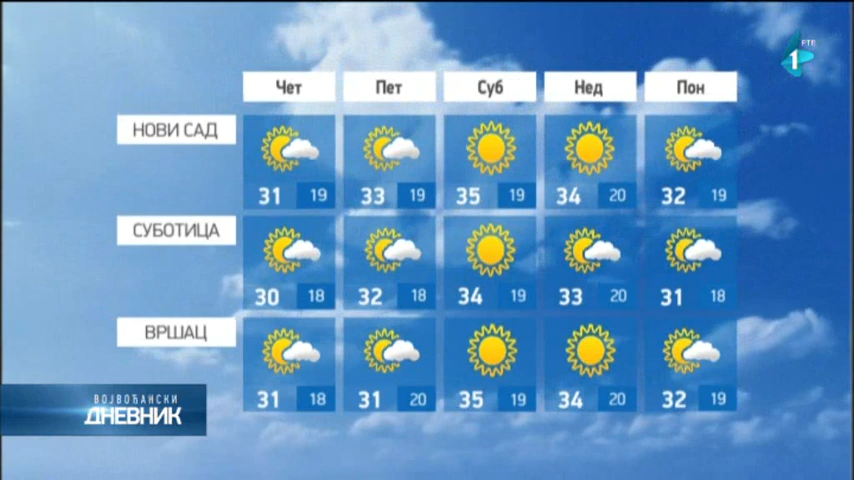 РТВ
1
Чет Пет Суб Нед Пон
НОВИ САД
31 19 33 19 35 19 34 20 32 19
СУБОТИЦА
30 18 32 18 34 19 33 20 31 18
ВРШАЦ
31 18 31 20 35 19 34 20 32 19
ВОЈВОЂАНСКИ
ДНЕВНИК